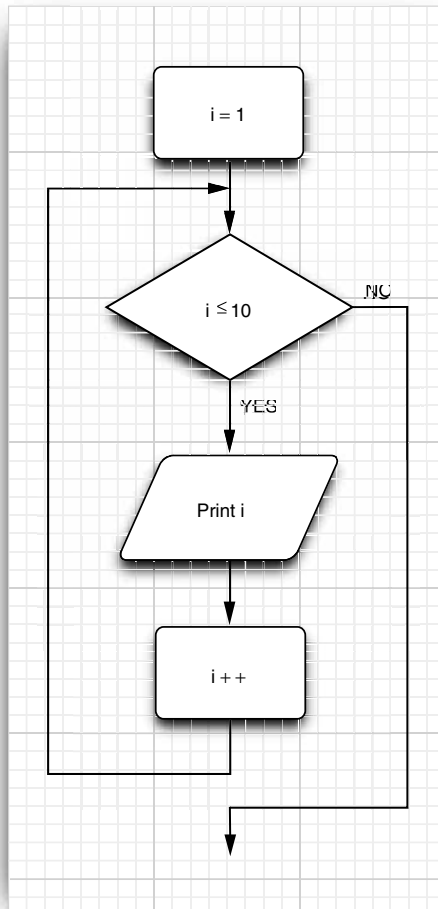 i = 1
i ≤ 10
NO
YES
Print i
i + +